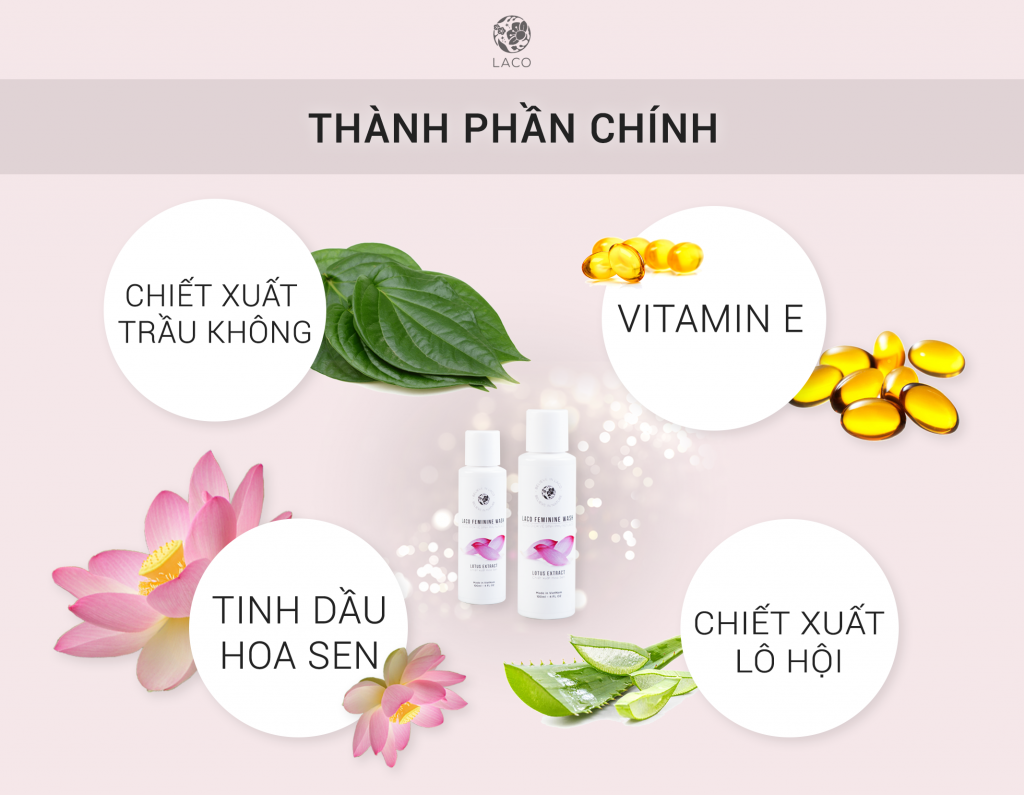 LACO
THÀNH PHẦN CHÍNH
CHIẾT XUẤT
TRẦU KHÔNG
VITAMIN E
LACO FEMININE WASH
LOTUS EXTRACT
LACO FEMININE WASH
LOTUS EXTRACT
TINH DẦU
HOA SEN
CHIẾT XUẤT
LÔ HỘI